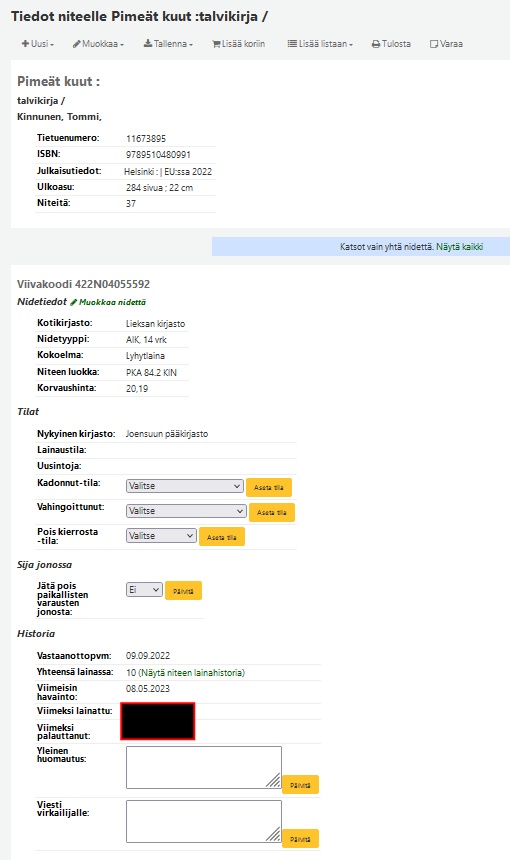 Tiedot niteelle Pimeät kuut :talvikirja /
Uusi Muokkaa Tallenna Lisää koriin Lisää listaan Tulosta Varaa
Pimeät kuut :
talvikirja /
Kinnunen, Tommi,
Tietuenumero: 11673895
ISBN: 9789510480991
Julkaisutiedot: Helsinki : | EU:ssa 2022
Ulkoasu: 284 sivua ; 22 cm
Niteitä: 37
Katsot vain yhtä nidettä. Näytä kaikki
Viivakoodi 422N04055592
Nidetiedot Muokkaa nidettä
Kotikirjasto: Lieksan kirjasto
Nidetyyppi: AIK, 14 vrk
Kokoelma: Lyhytlaina
Niteen luokka: PKA 84.2 KIN
Korvaushinta: 20,19
Tilat
Nykyinen kirjasto: Joensuun pääkirjasto
Lainaustila:
Uusintoja:
Kadonnut-tila: Valitse Aseta tila
Vahingoittunut: Valitse Aseta tila
Pois kierrosta
-tila: Valitse Aseta tila
Sija jonossa
Jätä pois
paikallisten
varausten
jonosta: Ei Päivitä
Historia
Vastaanottopvm: 09.09.2022
Yhteensä lainassa: 10 (Näytä niteen lainahistoria)
Viimeisin
havainto: 08.05.2023
Viimeksi lainattu:
Viimeksi
palauttanut:
Yleinen
huomautus: Päivitä
Viesti
virkailijalle: Päivitä